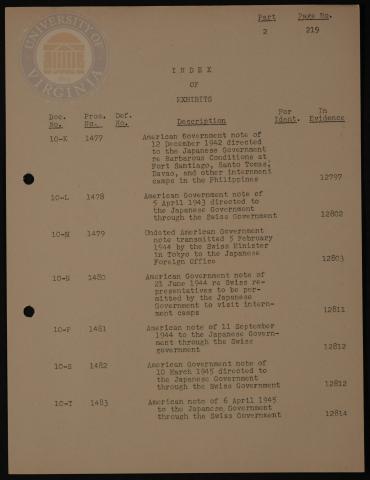 Part Page No.
2 219
UNIVERSITY OF VIRGINIA
INDEX
OF
EXHIBITS
Doc. Pros. Def. For In
No. No. No. Description Ident. Evidence
10-K 1477 American Government note of
12 December 1942 directed
to the Japanese Government
re Barbarous Conditions at
Fort Santiago, Santo Tomas,
Davao, and other internment
camps in the Philippines 12797
10-L 1478 American Government note of
5 April 1943 directed to
the Japanese Government
through the Swiss Government 12802
10-M 1479 Undated American Government
note transmitted 5 February
1944 by the Swiss Minister
in Tokyo to the Japanese
Foreign Office 12803
10-N 1480 American Government note of
21 June 1944 re Swiss re-
presentatives to be per-
mitted by the Japanese
Government to visit intern-
ment camps 12811
10-P 1481 American note of 11 September
1944 to the Japanese Govern-
ment through the Swiss
government 12812
10-S 1482 American Government note of
10 March 1945 directed to
the Japanese Government
through the Swiss Government 12812
10-T 1483 American note of 6 April 1945
to the Japanese Government
through the Swiss Government 12814